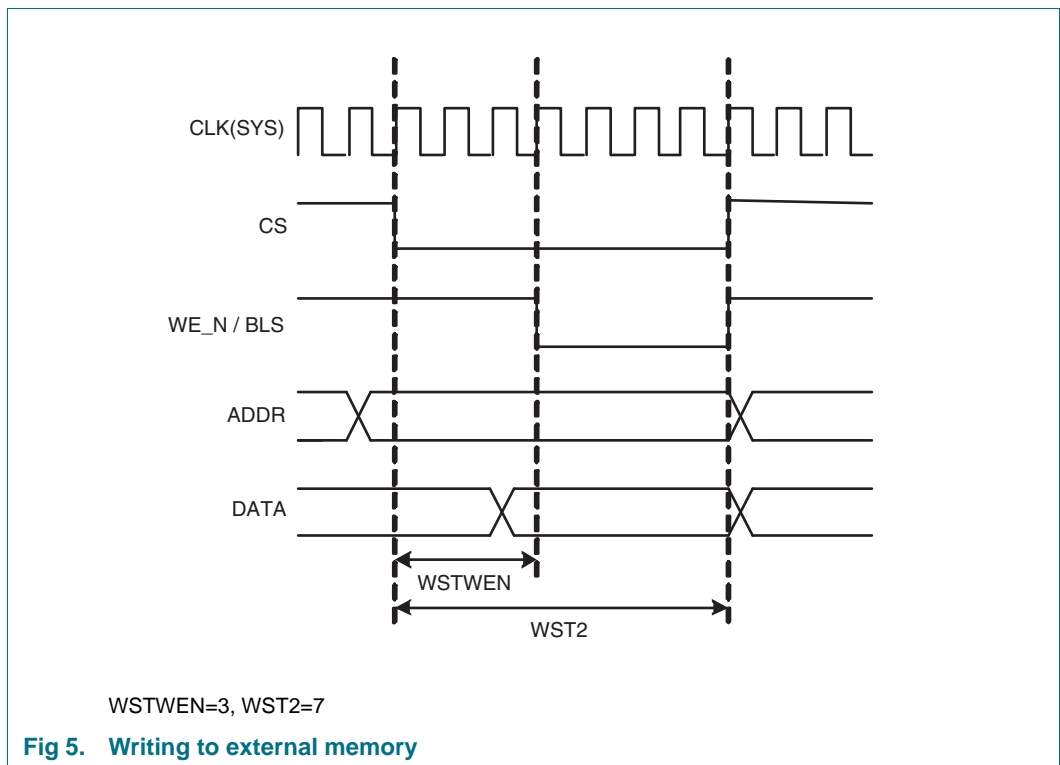 CLK(SYS)
CS
WE_N / BLS
ADDR
DATA
WSTWEN
WST2
WSTWEN=3, WST2=7
Fig 5. Writing to external memory